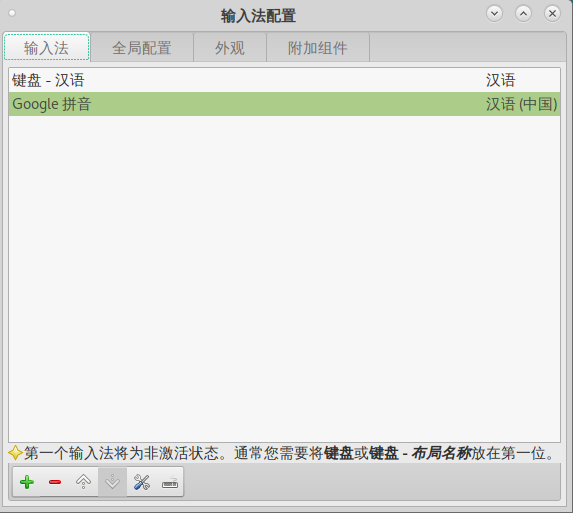 输入法配置
输入法 全局配置 外观 附加组件
键盘 - 汉语 汉语
Google 拼音 汉语 (中国)
第一个输入法将为非激活状态。通常您需要将键盘或键盘 - 布局名称放在第一位。